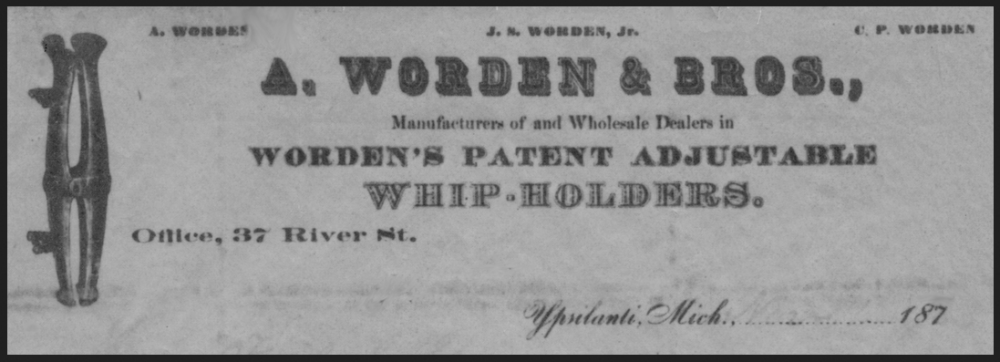 A. WORDEN J. S. WORDEN, Jr. C. P. WORDEN
A. WORDEN & BROS.,
Manufacturers of and Wholesale Dealers in
WORDEN'S PATENT ADJUSTABLE
WHIP-HOLDERS.
Office, 37 River St.
Ypsilanti, Mich., 187